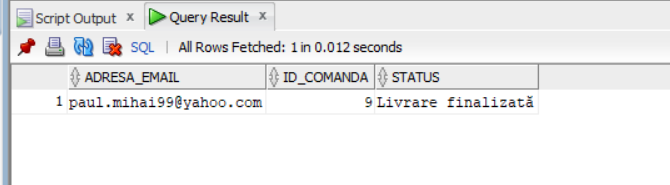 Script Output x Query Result x
SQL | All Rows Fetched: 1 in 0.012 seconds
ADRESA_EMAIL ID_COMANDA STATUS
1 paul.mihai99@yahoo.com 9 Livrare finalizată